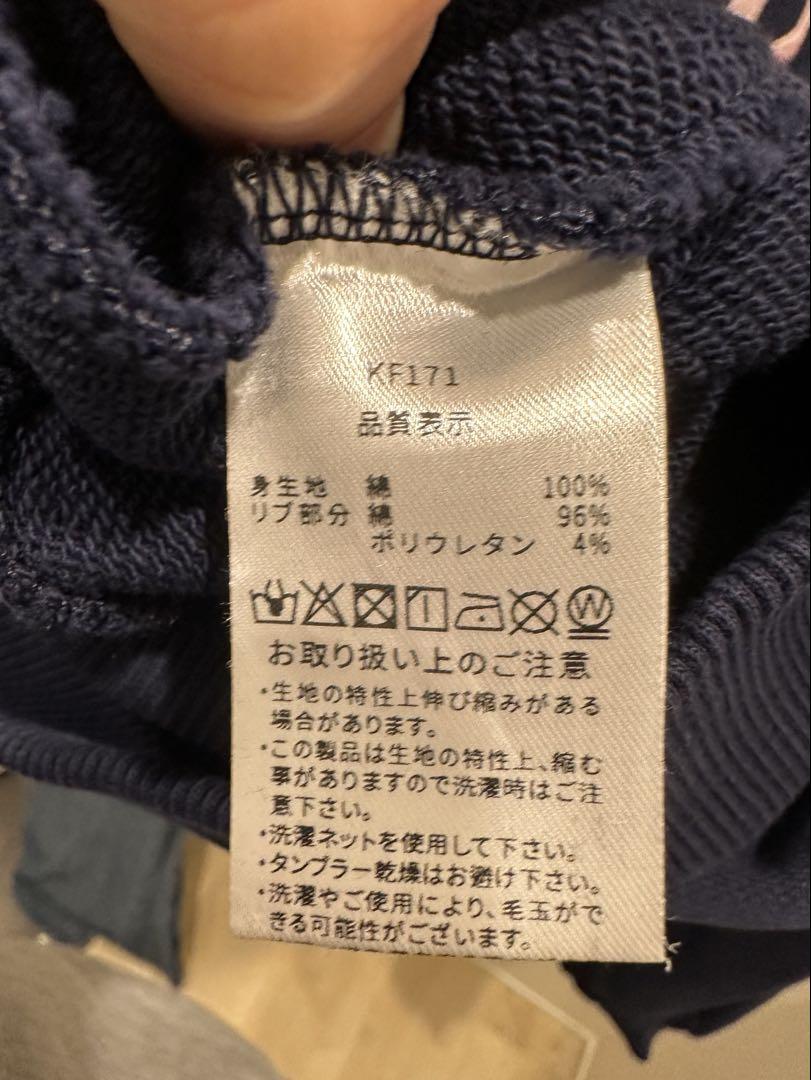 KF171
品質表示
身生地 綿 100%
リブ部分 綿 96%
ポリウレタン 4%
W
お取り扱い上のご注意
・生地の特性上伸び縮みがある
場合があります。
・この製品は生地の特性上、縮む
事がありますので洗濯時はご注
意下さい。
・洗濯ネットを使用して下さい。
・タンブラー乾燥はお避け下さい。
・洗濯やご使用により、毛玉がで
きる可能性がございます。